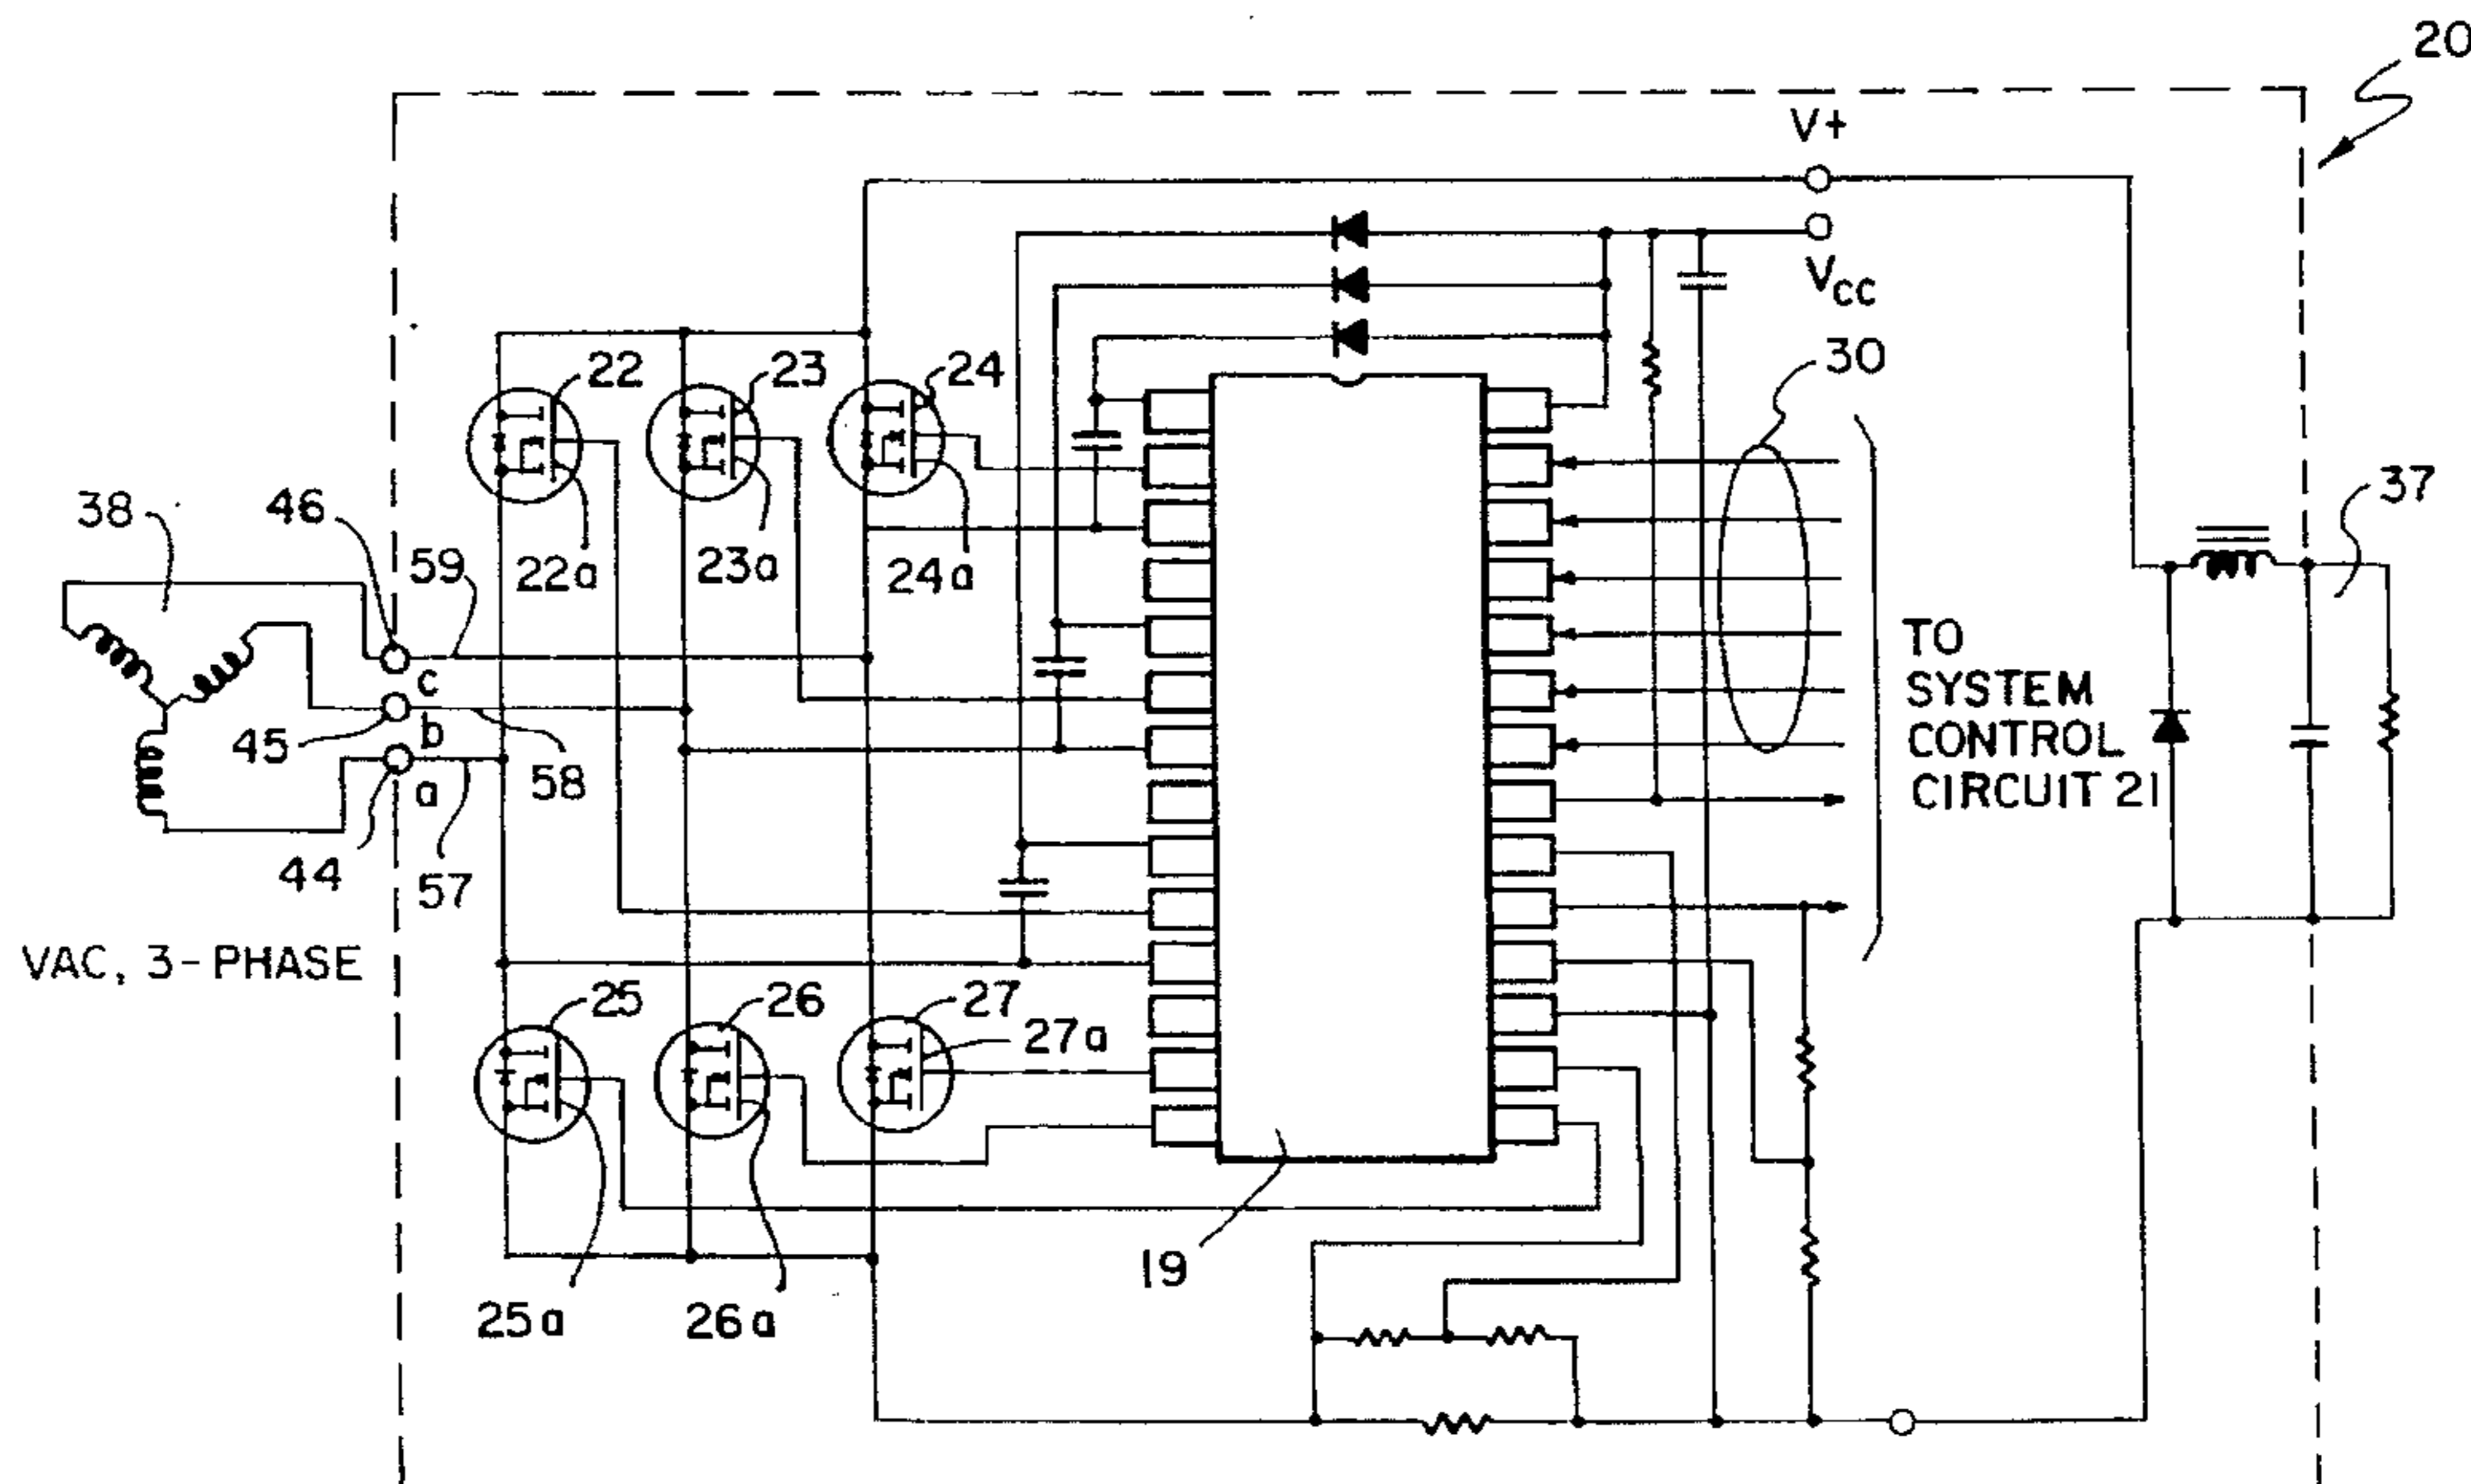 20
V+
VCC
22
23
24
30
37
38
46
59
22a
23a
24a
c
b
a
45
58
44
57
TO
SYSTEM
CONTROL
CIRCUIT 21
VAC, 3-PHASE
25
26
27
27a
19
25a
26a